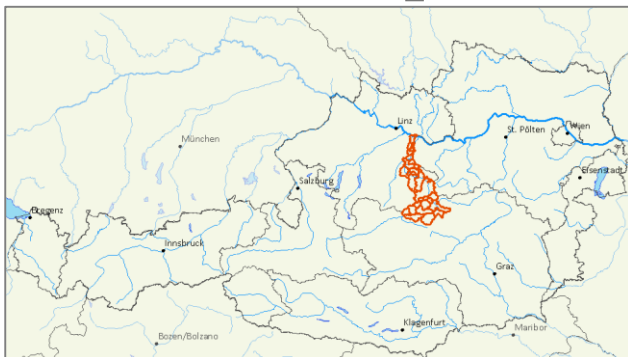 Linz
Wien
St. Pölten
München
Eisenstadt
Salzburg
Bregenz
Innsbruck
Graz
Klagenfurt
Maribor
Bozen/Bolzano